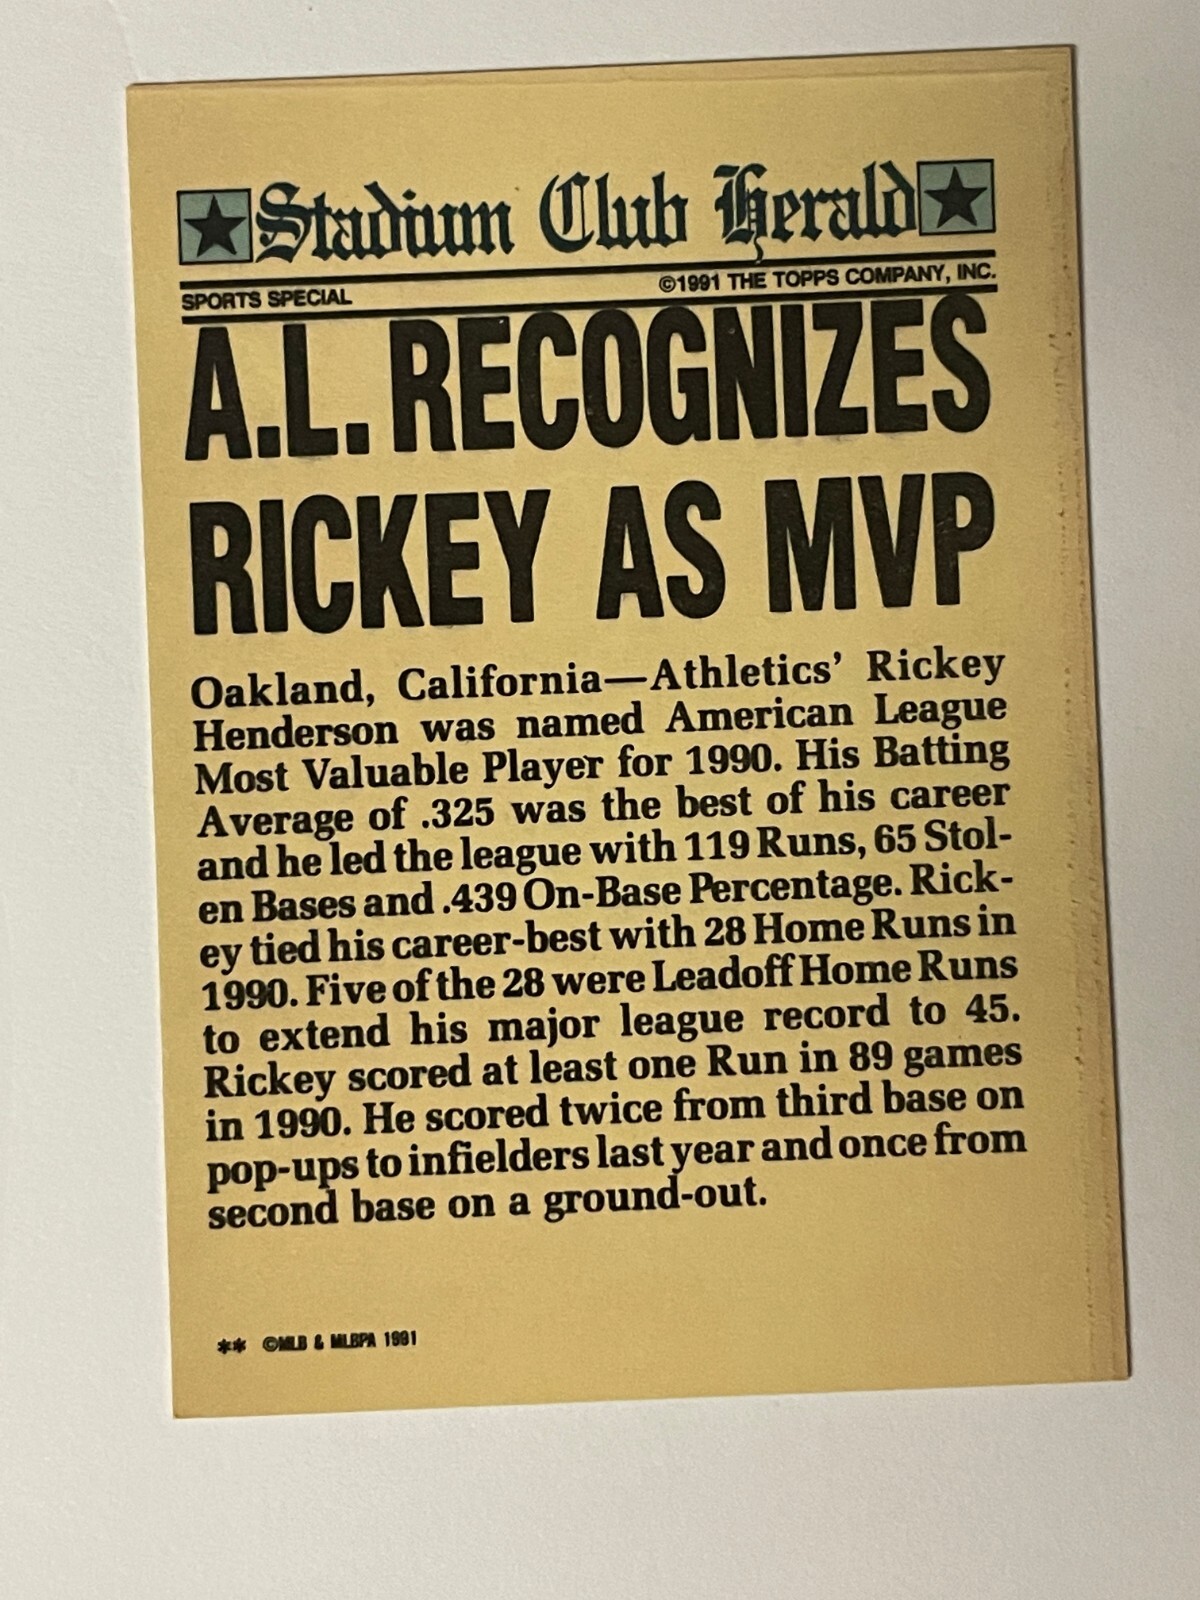 Stadium Club Herald
SPORTS SPECIAL ©1991 THE TOPPS COMPANY, INC.
A.L. RECOGNIZES
RICKEY AS MVP
Oakland, California—Athletics' Rickey
Henderson was named American League
Most Valuable Player for 1990. His Batting
Average of .325 was the best of his career
and he led the league with 119 Runs, 65 Stol-
en Bases and .439 On-Base Percentage. Rick-
ey tied his career-best with 28 Home Runs in
1990. Five of the 28 were Leadoff Home Runs
to extend his major league record to 45.
Rickey scored at least one Run in 89 games
in 1990. He scored twice from third base on
pop-ups to infielders last year and once from
second base on a ground-out.
** ©MLB & MLBPA 1991